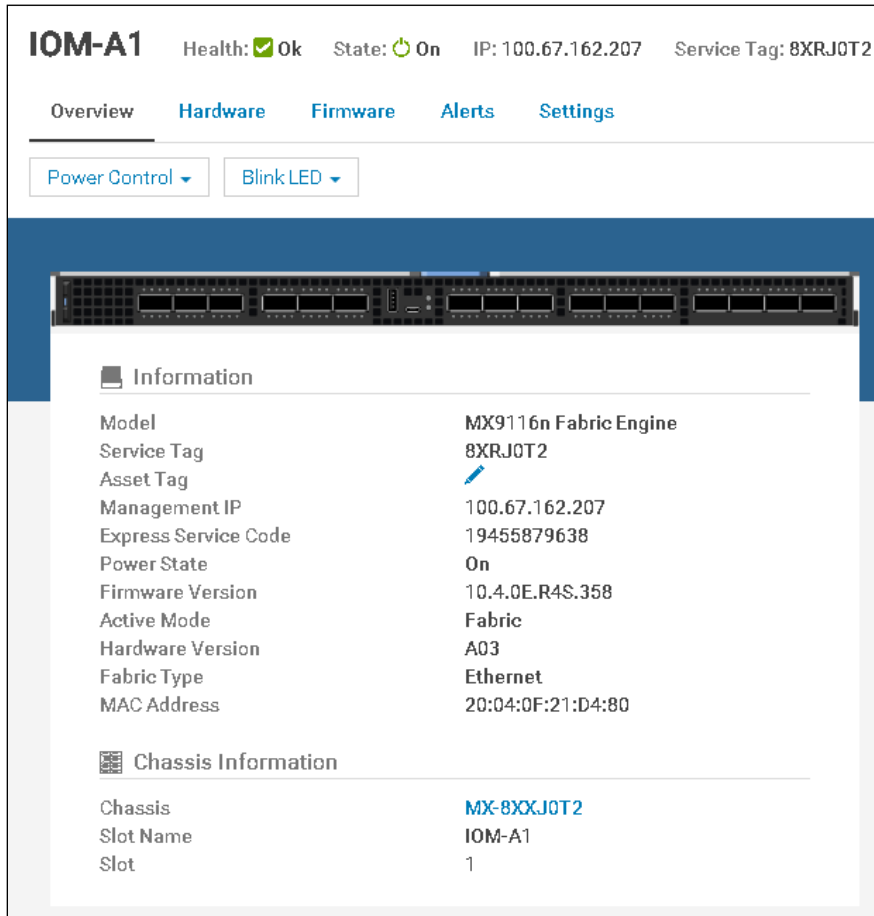 IOM-A1 Health: Ok State: On IP: 100.67.162.207 Service Tag: 8XRJ0T2
Overview Hardware Firmware Alerts Settings
Power Control Blink LED
Information
Model MX9116n Fabric Engine
Service Tag 8XRJ0T2
Asset Tag
Management IP 100.67.162.207
Express Service Code 19455879638
Power State On
Firmware Version 10.4.0E.R4S.358
Active Mode Fabric
Hardware Version A03
Fabric Type Ethernet
MAC Address 20:04:0F:21:D4:80
Chassis Information
Chassis MX-8XXJ0T2
Slot Name IOM-A1
Slot 1